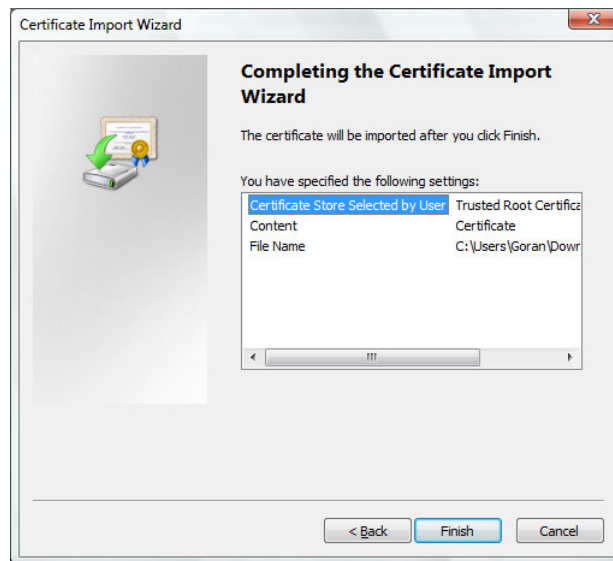 Certificate Import Wizard
Completing the Certificate Import
Wizard
The certificate will be imported after you click Finish.
You have specified the following settings:
Certificate Store Selected by User Trusted Root Certifica
Content Certificate
File Name C:\Users\Goran\Dowr
< Back Finish Cancel